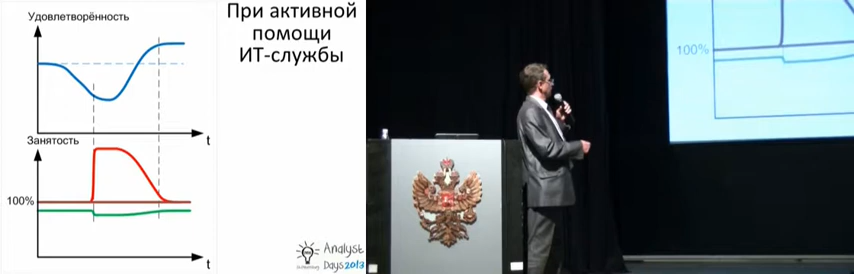 Удовлетворённость
t
Занятость
100%
t
При активной
помощи
ИТ-службы
Analyst
Days 2013
100%